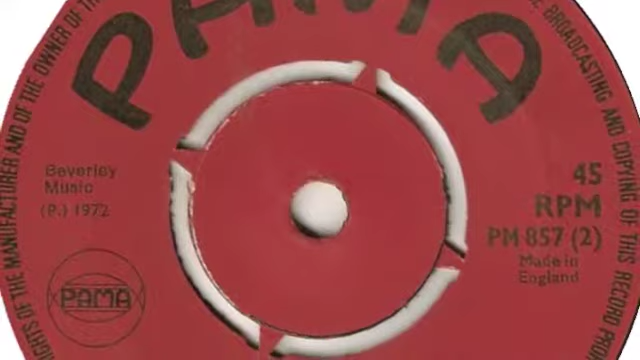 PAMA
RIGHTS OF THE MANUFACTURER AND OF THE OWNER OF TH
BROADCASTING AND COPYING OF THIS RECORD PRO
Beverley
Music
(P.) 1972
PAMA
45
RPM
PM 857 (2)
Made in
England